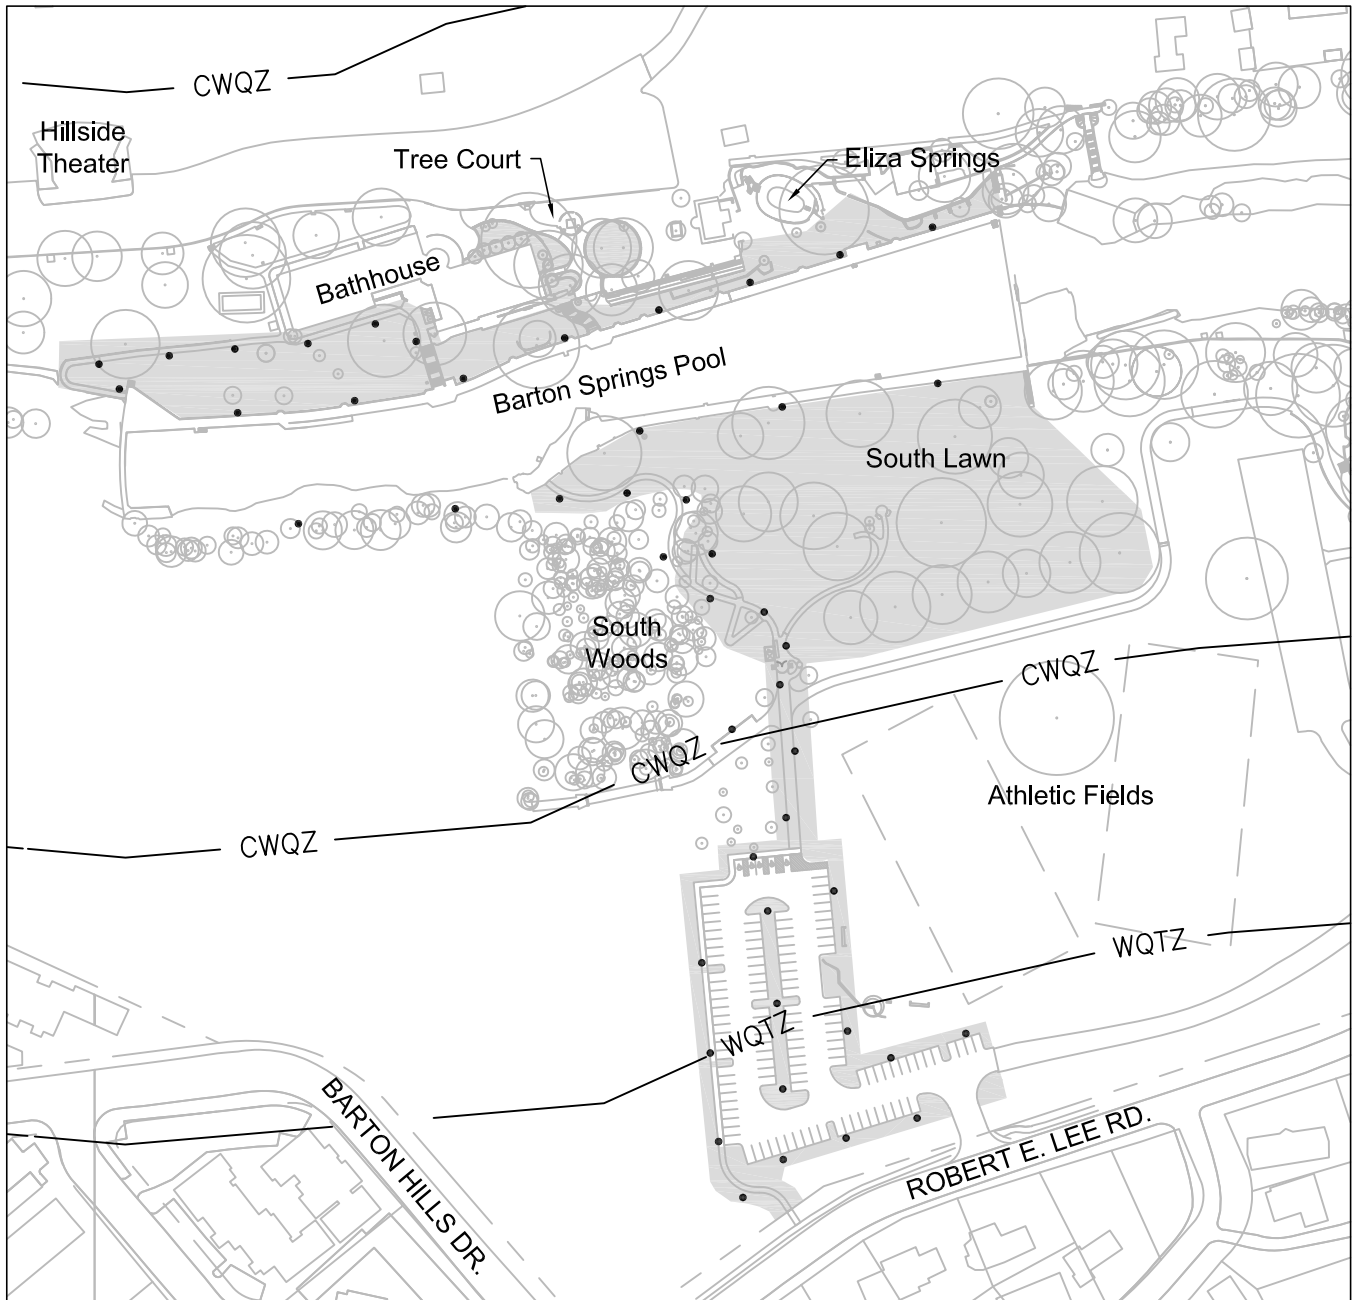 CWQZ
Hillside
Theater
Tree Court
Eliza Springs
Bathhouse
Barton Springs Pool
South Lawn
South
Woods
CWQZ
CWQZ
CWQZ
Athletic Fields
WQTZ
WQTZ
BARTON HILLS DR.
ROBERT E. LEE RD.